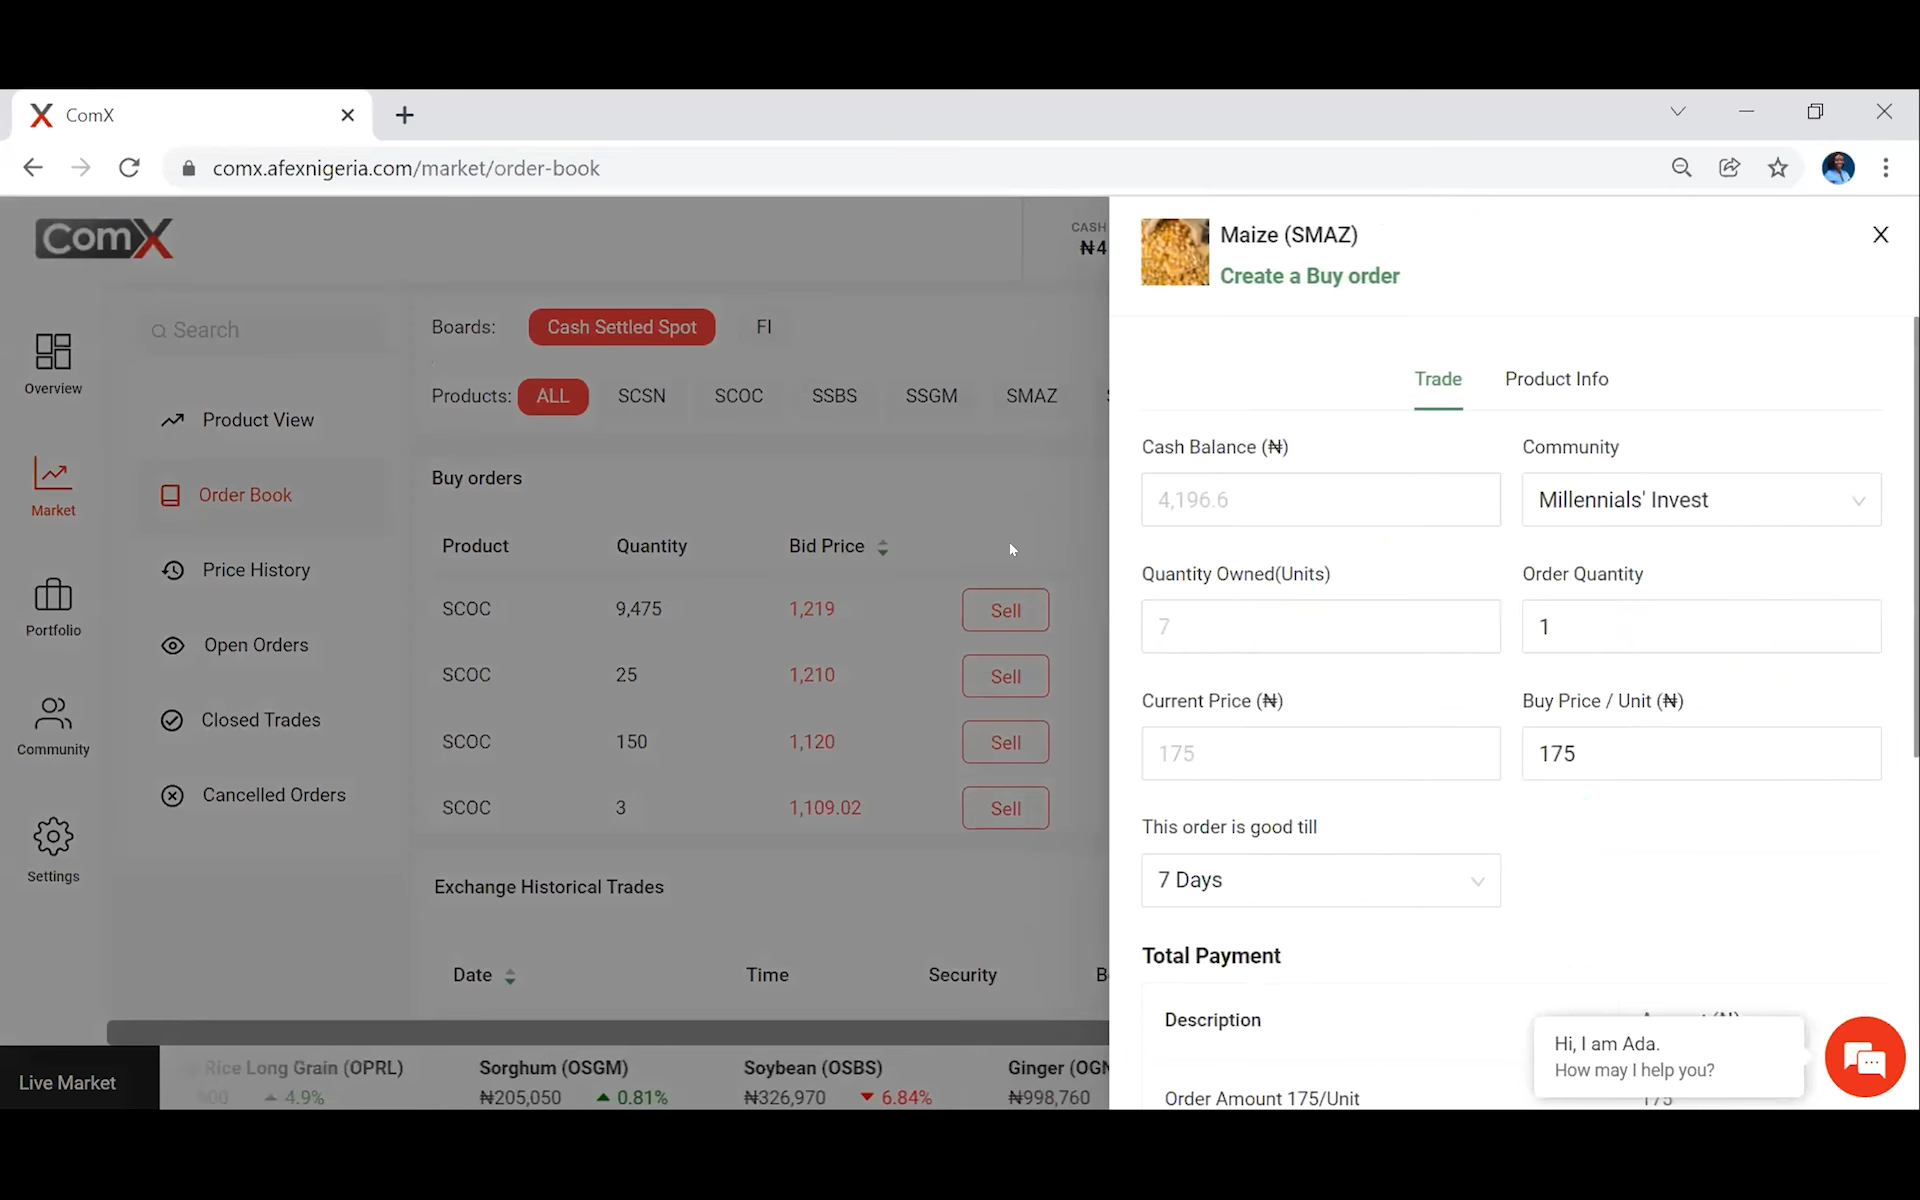 ComX
comx.afexnigeria.com/market/order-book
ComX
CASH
₦4
Overview
Market
Portfolio
Community
Settings
Search
Product View
Order Book
Price History
Open Orders
Closed Trades
Cancelled Orders
Boards: Cash Settled Spot FI
Products: ALL SCSN SCOC SSBS SSGM SMAZ
Buy orders
Product Quantity Bid Price
SCOC 9,475 1,219 Sell
SCOC 25 1,210 Sell
SCOC 150 1,120 Sell
SCOC 3 1,109.02 Sell
Exchange Historical Trades
Date Time Security
Maize (SMAZ)
Create a Buy order
Trade Product Info
Cash Balance (₦) Community
4,196.6 Millennials' Invest
Quantity Owned(Units) Order Quantity
7 1
Current Price (₦) Buy Price / Unit (₦)
175 175
This order is good till
7 Days
Total Payment
Description
Order Amount 175/Unit 175
Hi, I am Ada.
How may I help you?
Live Market
Rice Long Grain (OPRL) Sorghum (OSGM) Soybean (OSBS) Ginger (OGN
4.9% ₦205,050 0.81% ₦326,970 6.84% ₦998,760